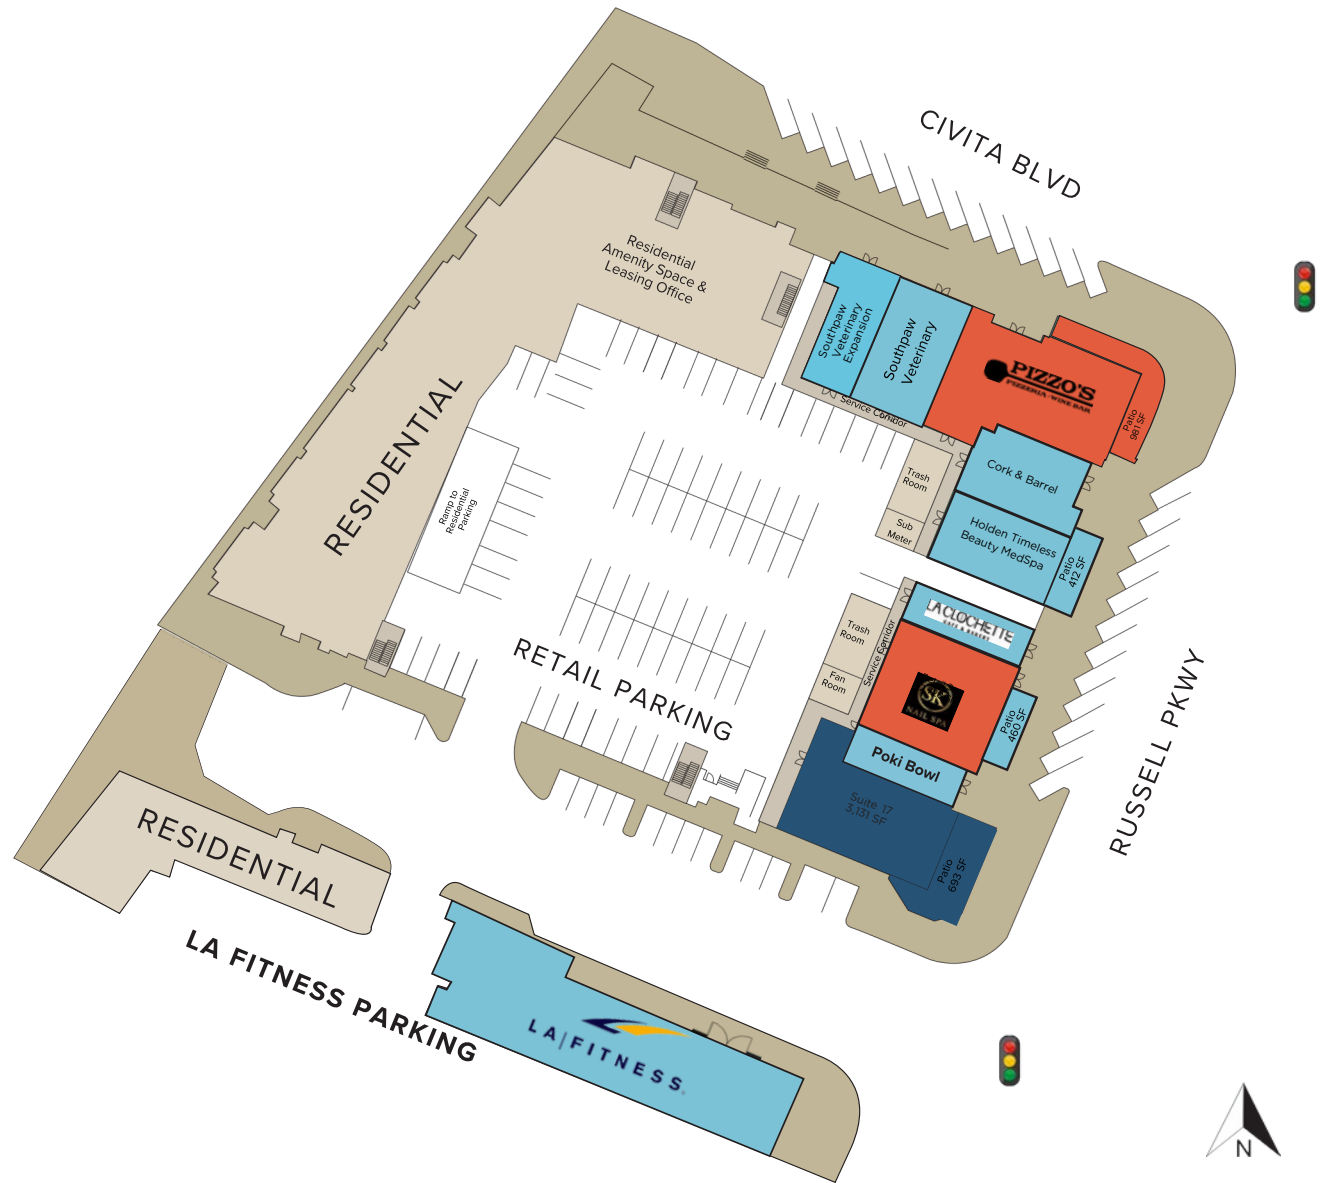 CIVITA BLVD
Residential
Amenity Space &
Leasing Office
Southpaw
Veterinary
Expansion
Southpaw
Veterinary
PIZZO'S
PIZZERIA · WINE BAR
Patio
981 SF
Service Corridor
Cork & Barrel
Trash
Room
Sub
Meter
Holden Timeless
Beauty MedSpa
Patio
412 SF
RESIDENTIAL
Ramp to
Residential
Parking
LA CLOCHETTE
CAFE & BISTRO
Trash
Room
Service Corridor
Fan
Room
SK
NAIL SPA
Patio
460 SF
RETAIL PARKING
Poki Bowl
Suite 17
3,131 SF
Patio
693 SF
RUSSELL PKWY
RESIDENTIAL
LA FITNESS PARKING
LA FITNESS
N